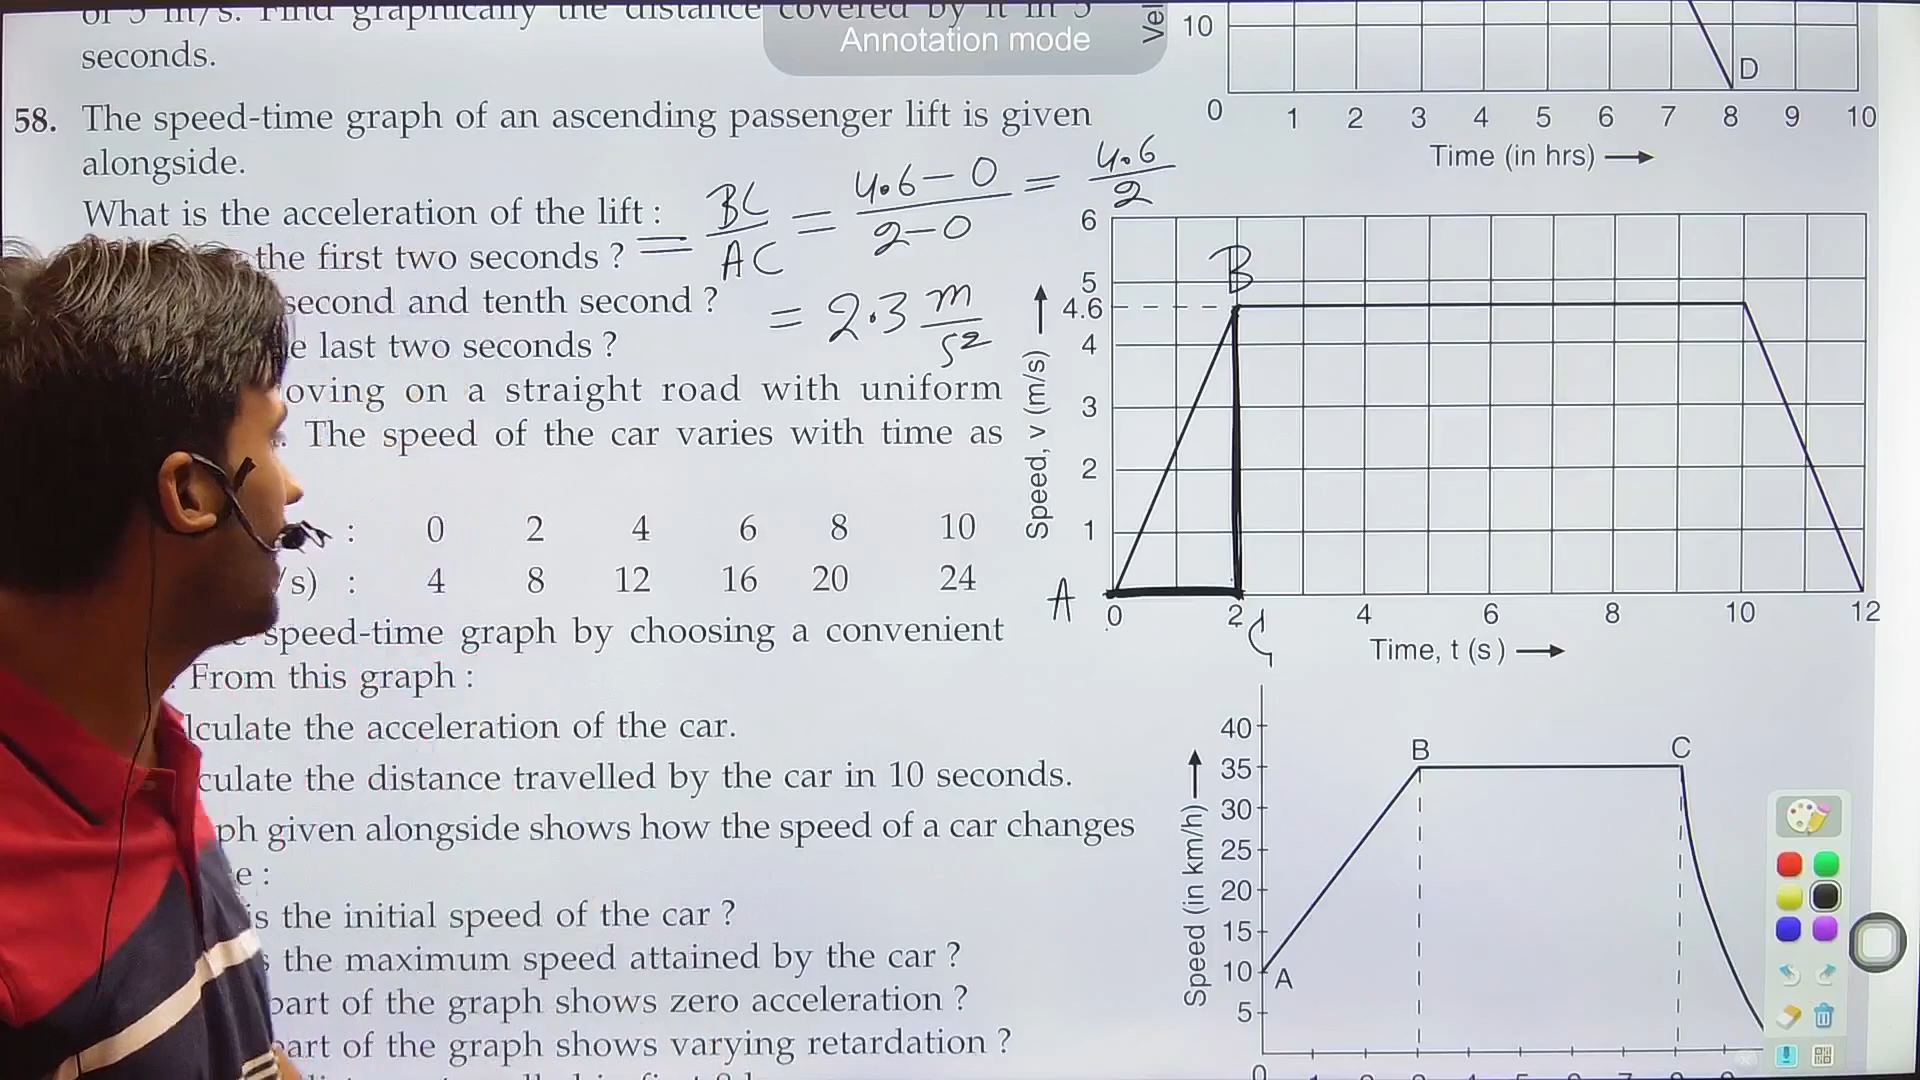 seconds.
Annotation mode
58. The speed-time graph of an ascending passenger lift is given
alongside.
What is the acceleration of the lift :
the first two seconds ?
second and tenth second ?
last two seconds ?
on a straight road with uniform
The speed of the car varies with time as
: 0 2 4 6 8 10
/s) : 4 8 12 16 20 24
speed-time graph by choosing a convenient
From this graph :
the acceleration of the car.
the distance travelled by the car in 10 seconds.
given alongside shows how the speed of a car changes
e :
is the initial speed of the car ?
the maximum speed attained by the car ?
part of the graph shows zero acceleration ?
part of the graph shows varying retardation ?
= BC/AC = 4.6-0/2-0 = 4.6/2
= 2.3 m/s²
10
D
0 1 2 3 4 5 6 7 8 9 10
Time (in hrs)
6
5
4.6
4
3
2
1
Speed, v (m/s)
B
A
C
0 2 4 6 8 10 12
Time, t (s)
40
35
30
25
20
15
10
5
0
Speed (in km/h)
A
B
C